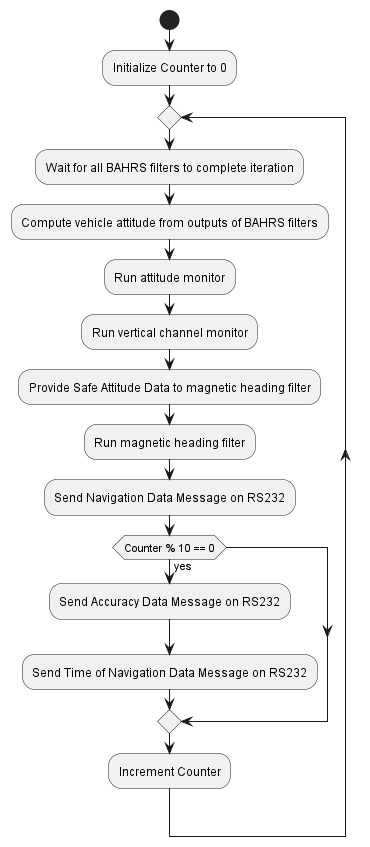 Initialize Counter to 0
Wait for all BAHRS filters to complete iteration
Compute vehicle attitude from outputs of BAHRS filters
Run attitude monitor
Run vertical channel monitor
Provide Safe Attitude Data to magnetic heading filter
Run magnetic heading filter
Send Navigation Data Message on RS232
Counter % 10 == 0
yes
Send Accuracy Data Message on RS232
Send Time of Navigation Data Message on RS232
Increment Counter